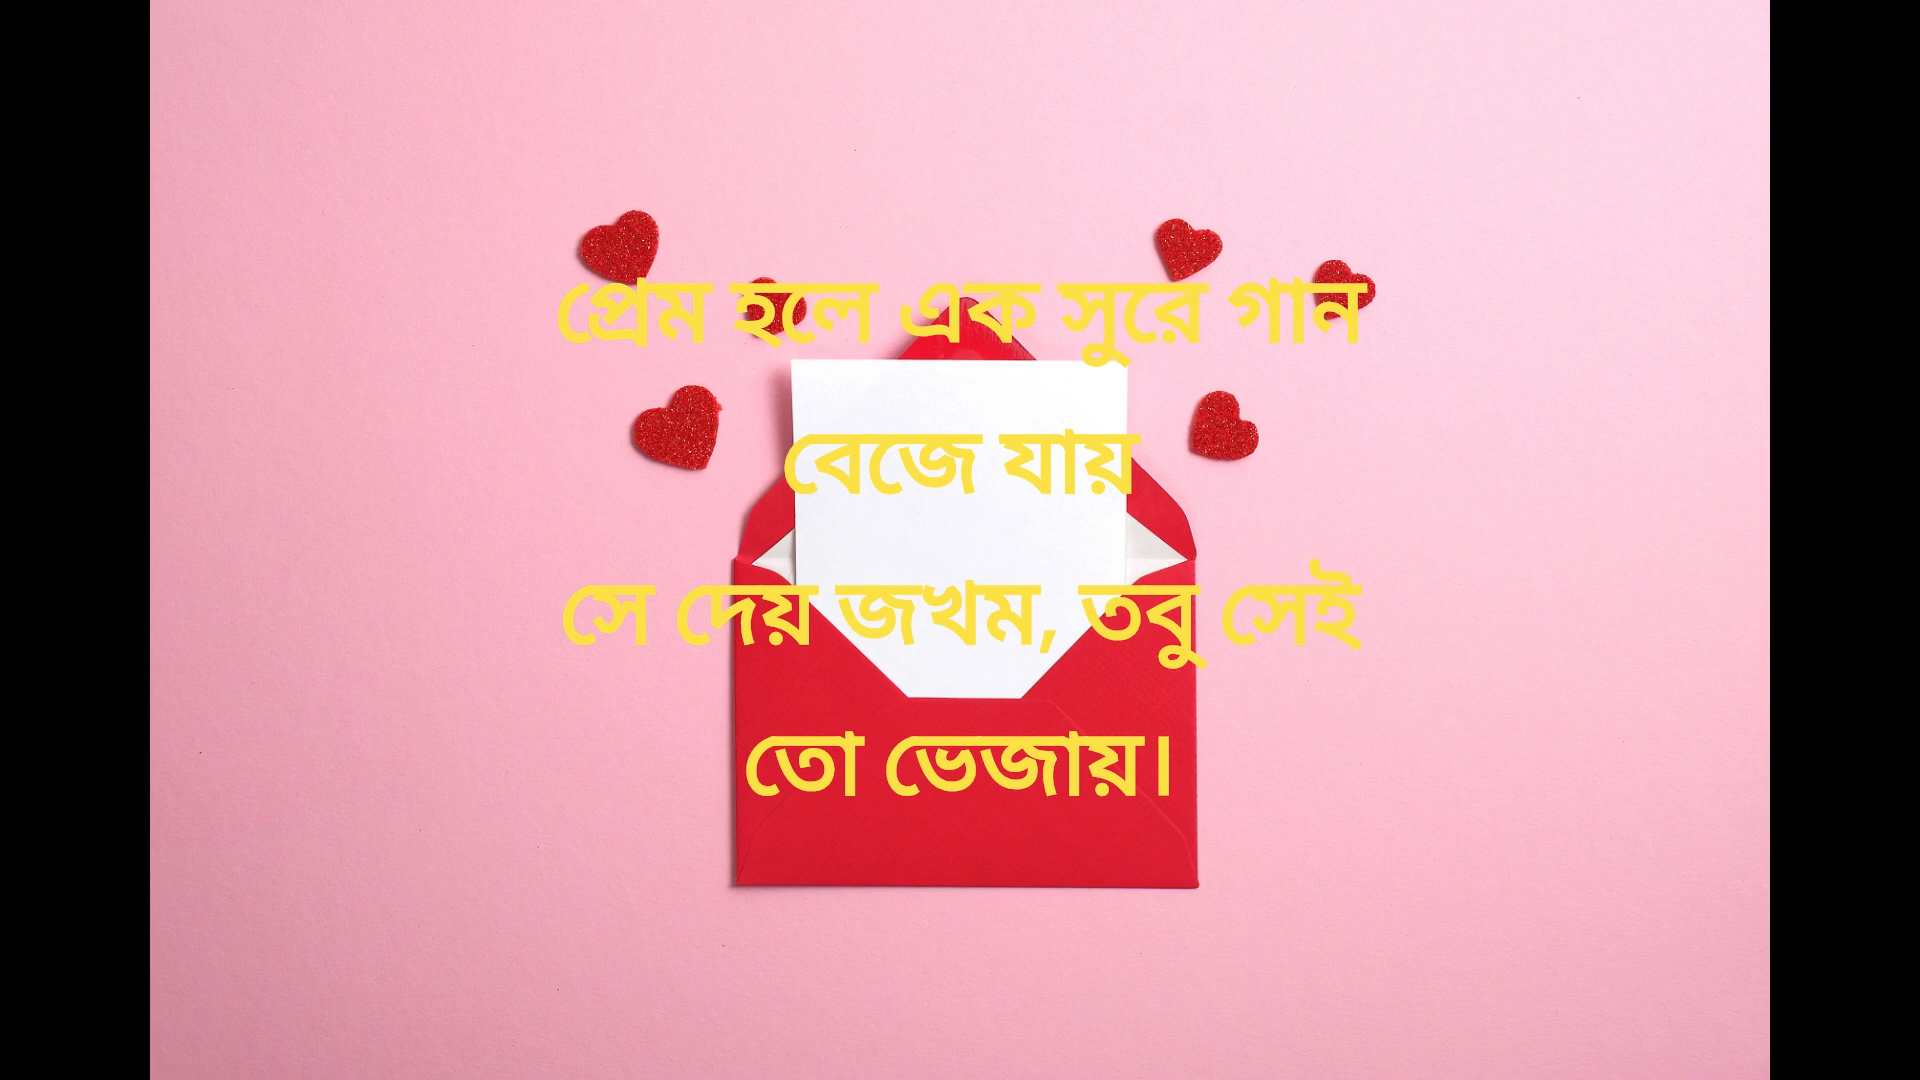 প্রেম হলে এক সুরে গান
বেজে যায়
সে দেয় জখম, তবু সেই
তো ভেজায়।